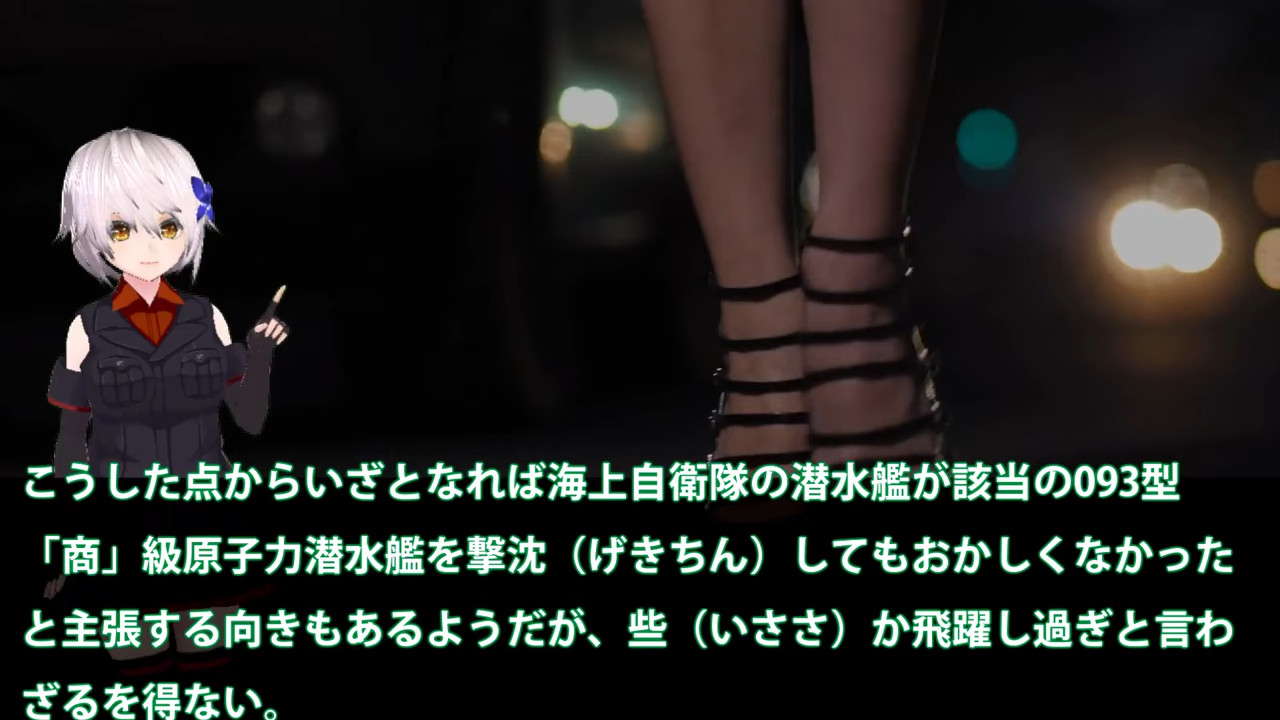 こうした点からいざとなれば海上自衛隊の潜水艦が該当の093型
「商」級原子力潜水艦を撃沈（げきちん）してもおかしくなかった
と主張する向きもあるようだが、些（いささ）か飛躍し過ぎと言わ
ざるを得ない。